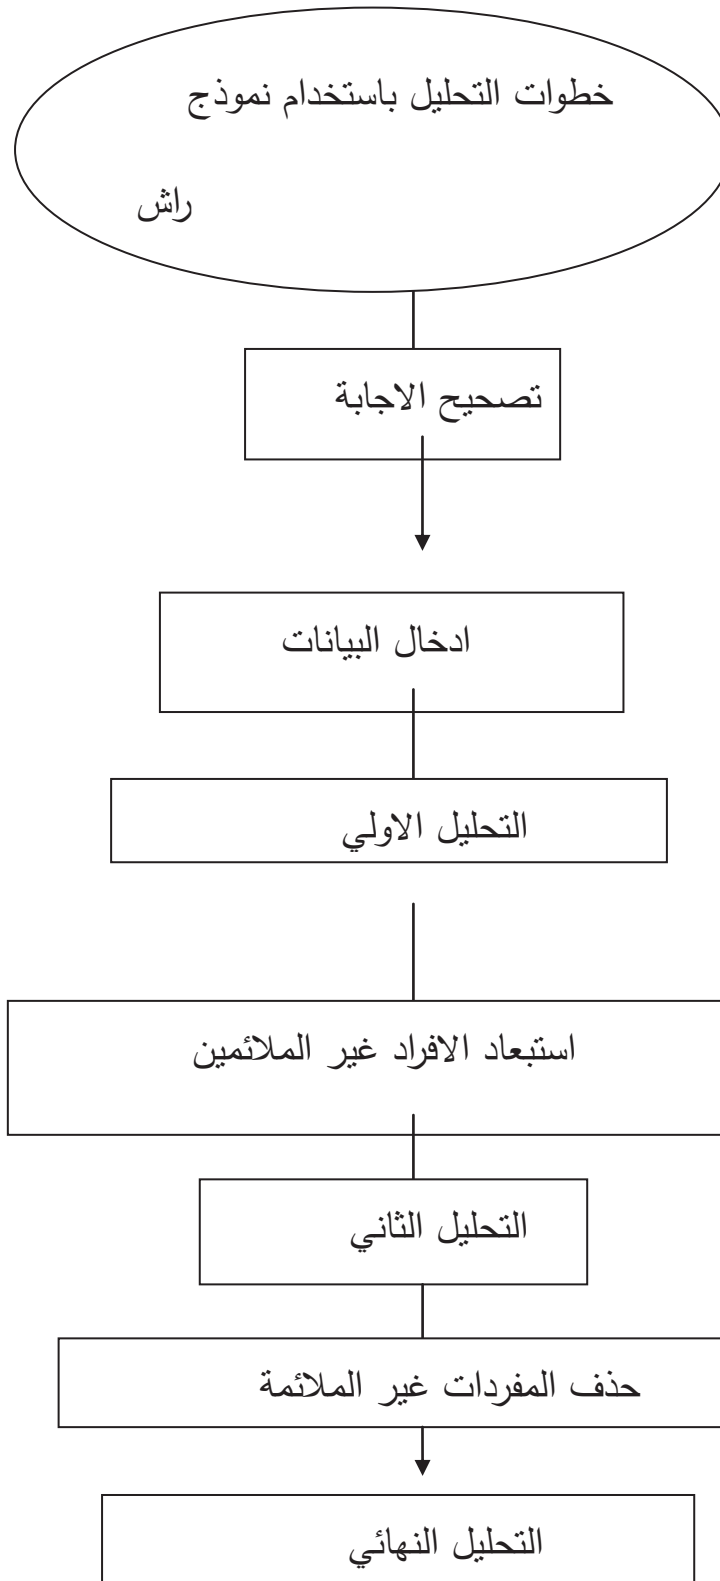 خطوات التحليل باستخدام نموذج
راش
تصحيح الاجابة
ادخال البيانات
التحليل الاولي
استبعاد الافراد غير الملائمين
التحليل الثاني
حذف المفردات غير الملائمة
التحليل النهائي